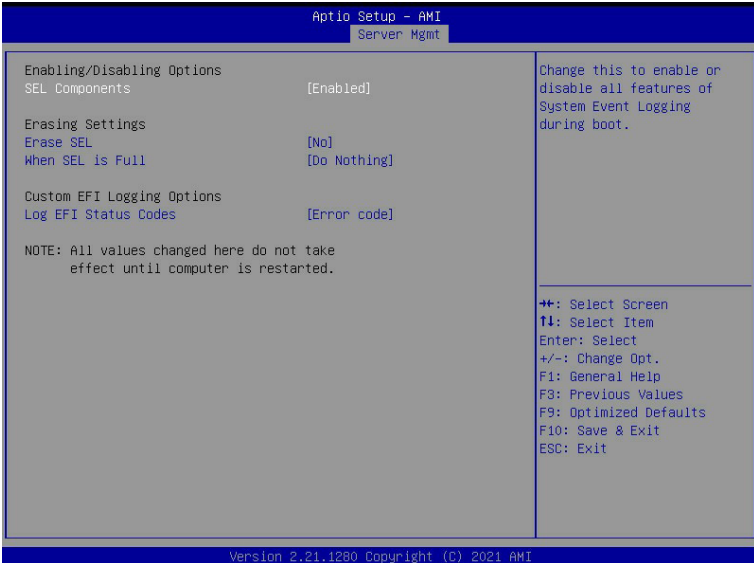 Aptio Setup – AMI
Server Mgmt
Enabling/Disabling Options
SEL Components [Enabled]
Erasing Settings
Erase SEL [No]
When SEL is Full [Do Nothing]
Custom EFI Logging Options
Log EFI Status Codes [Error code]
NOTE: All values changed here do not take
effect until computer is restarted.
Change this to enable or
disable all features of
System Event Logging
during boot.
→←: Select Screen
↑↓: Select Item
Enter: Select
+/-: Change Opt.
F1: General Help
F3: Previous Values
F9: Optimized Defaults
F10: Save & Exit
ESC: Exit
Version 2.21.1280 Copyright (C) 2021 AMI